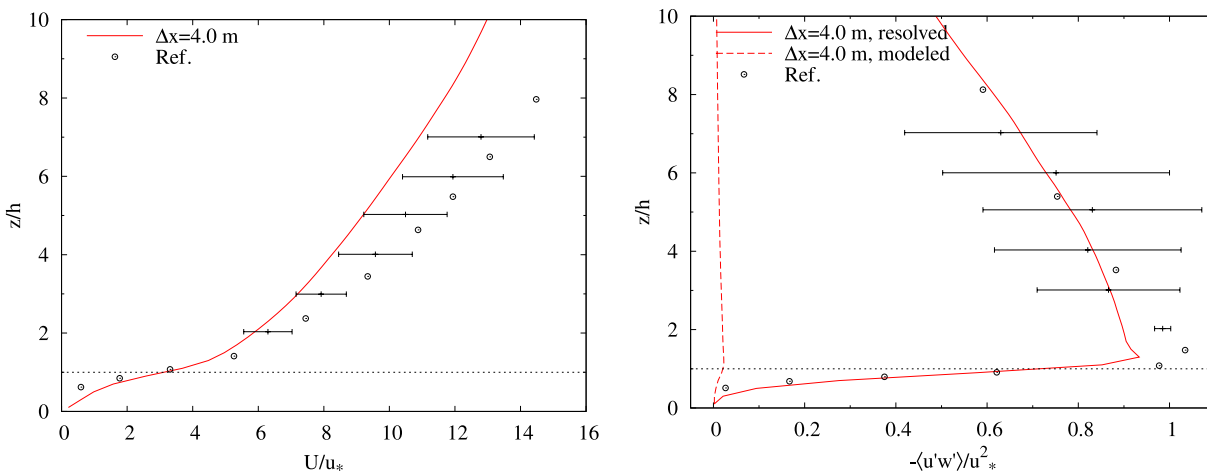 10
8
6
4
2
0
z/h
Δx=4.0 m
Ref.
0 2 4 6 8 10 12 14 16
U/u*
10
8
6
4
2
0
z/h
Δx=4.0 m, resolved
Δx=4.0 m, modeled
Ref.
0 0.2 0.4 0.6 0.8 1
-⟨u'w'⟩/u²*